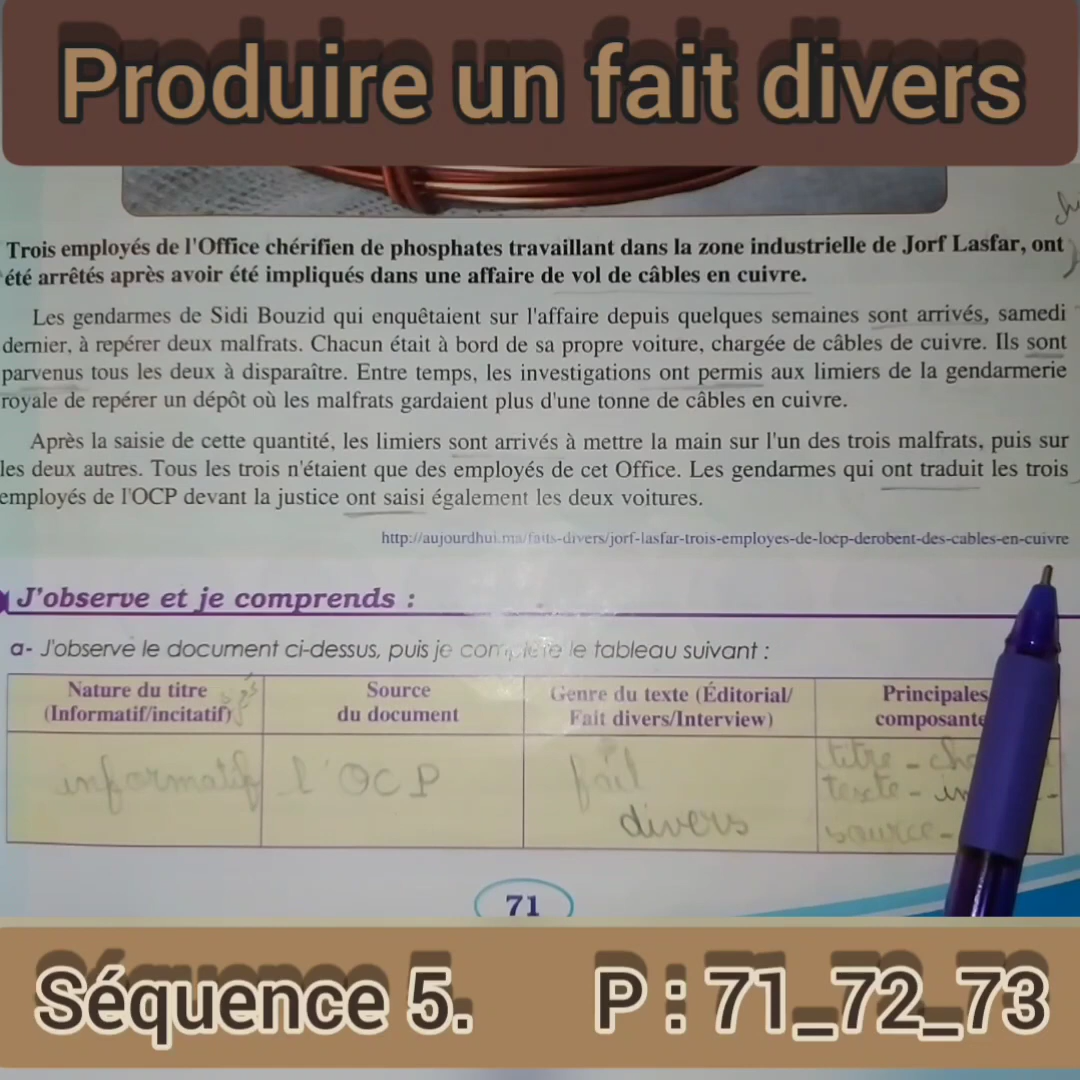 Produire un fait divers
Trois employés de l'Office chérifien de phosphates travaillant dans la zone industrielle de Jorf Lasfar, ont
été arrêtés après avoir été impliqués dans une affaire de vol de câbles en cuivre.
Les gendarmes de Sidi Bouzid qui enquêtaient sur l'affaire depuis quelques semaines sont arrivés, samedi
dernier, à repérer deux malfrats. Chacun était à bord de sa propre voiture, chargée de câbles de cuivre. Ils sont
parvenus tous les deux à disparaître. Entre temps, les investigations ont permis aux limiers de la gendarmerie
royale de repérer un dépôt où les malfrats gardaient plus d'une tonne de câbles en cuivre.
Après la saisie de cette quantité, les limiers sont arrivés à mettre la main sur l'un des trois malfrats, puis sur
les deux autres. Tous les trois n'étaient que des employés de cet Office. Les gendarmes qui ont traduit les trois
employés de l'OCP devant la justice ont saisi également les deux voitures.
http://aujourdhui.ma/faits-divers/jorf-lasfar-trois-employes-de-locp-derobent-des-cables-en-cuivre
J'observe et je comprends :
a- J'observe le document ci-dessus, puis je complète le tableau suivant :
Nature du titre
(Informatif/incitatif)
Source
du document
Genre du texte (Éditorial/
Fait divers/Interview)
Principales
composante
informatif
l'OCP
fait
divers
titre -
texte -
source -
71
Séquence 5. P : 71_72_73